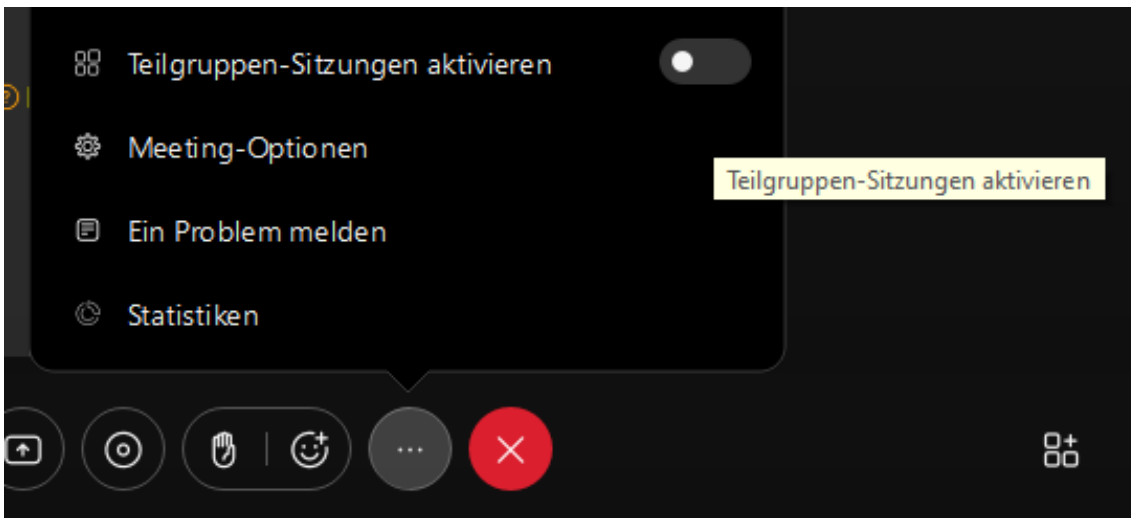 Teilgruppen-Sitzungen aktivieren
Meeting-Optionen
Teilgruppen-Sitzungen aktivieren
Ein Problem melden
Statistiken